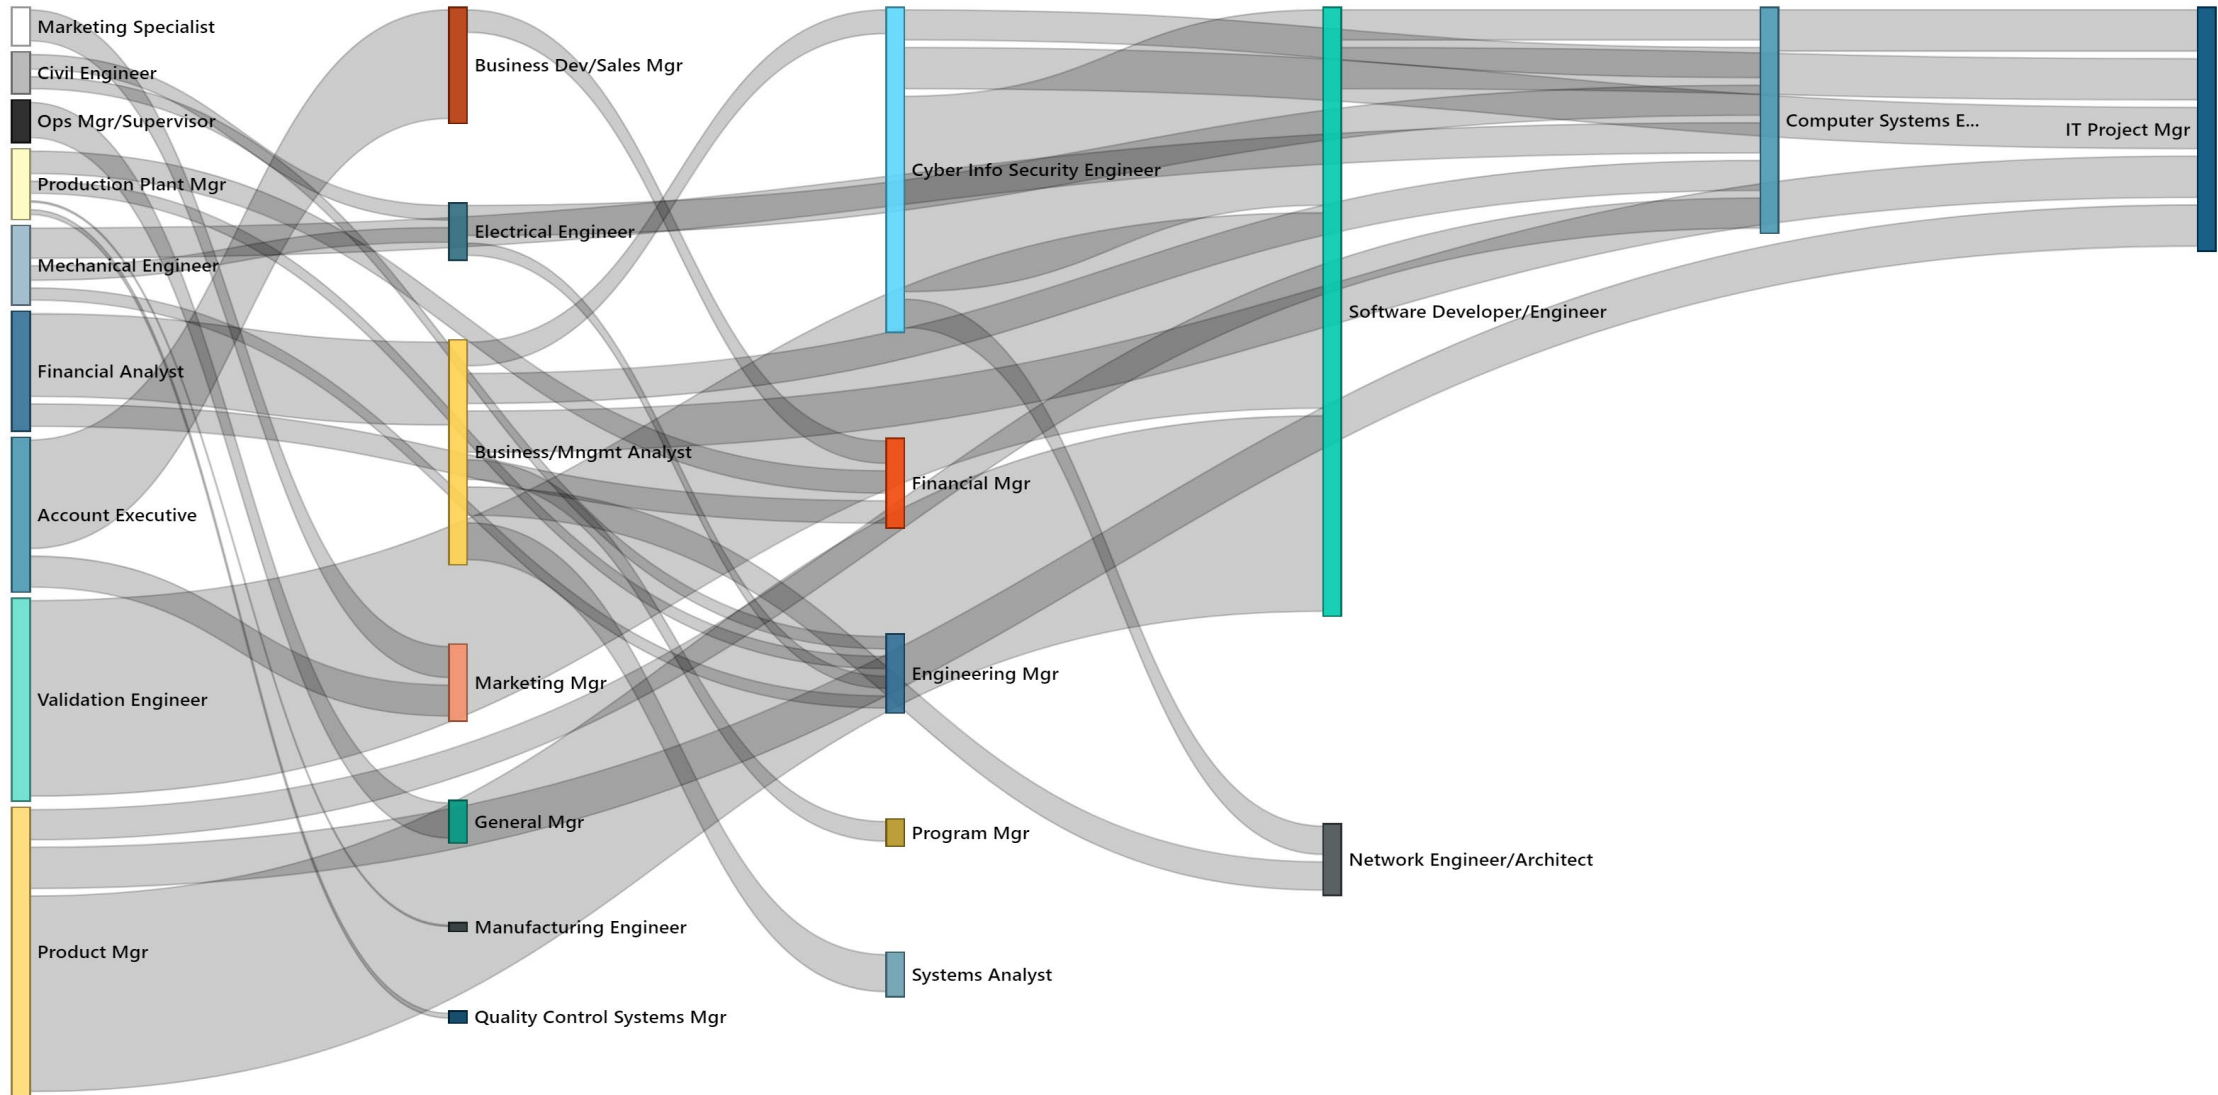 Marketing Specialist
Civil Engineer
Ops Mgr/Supervisor
Production Plant Mgr
Mechanical Engineer
Financial Analyst
Account Executive
Validation Engineer
Product Mgr
Business Dev/Sales Mgr
Electrical Engineer
Business/Mngmt Analyst
Marketing Mgr
General Mgr
Manufacturing Engineer
Quality Control Systems Mgr
Cyber Info Security Engineer
Financial Mgr
Engineering Mgr
Program Mgr
Systems Analyst
Software Developer/Engineer
Network Engineer/Architect
Computer Systems E...
IT Project Mgr